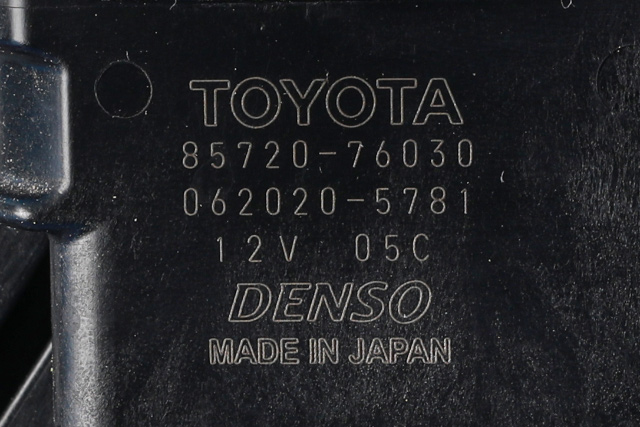 TOYOTA
85720-76030
062020-5781
12V 05C
DENSO
MADE IN JAPAN